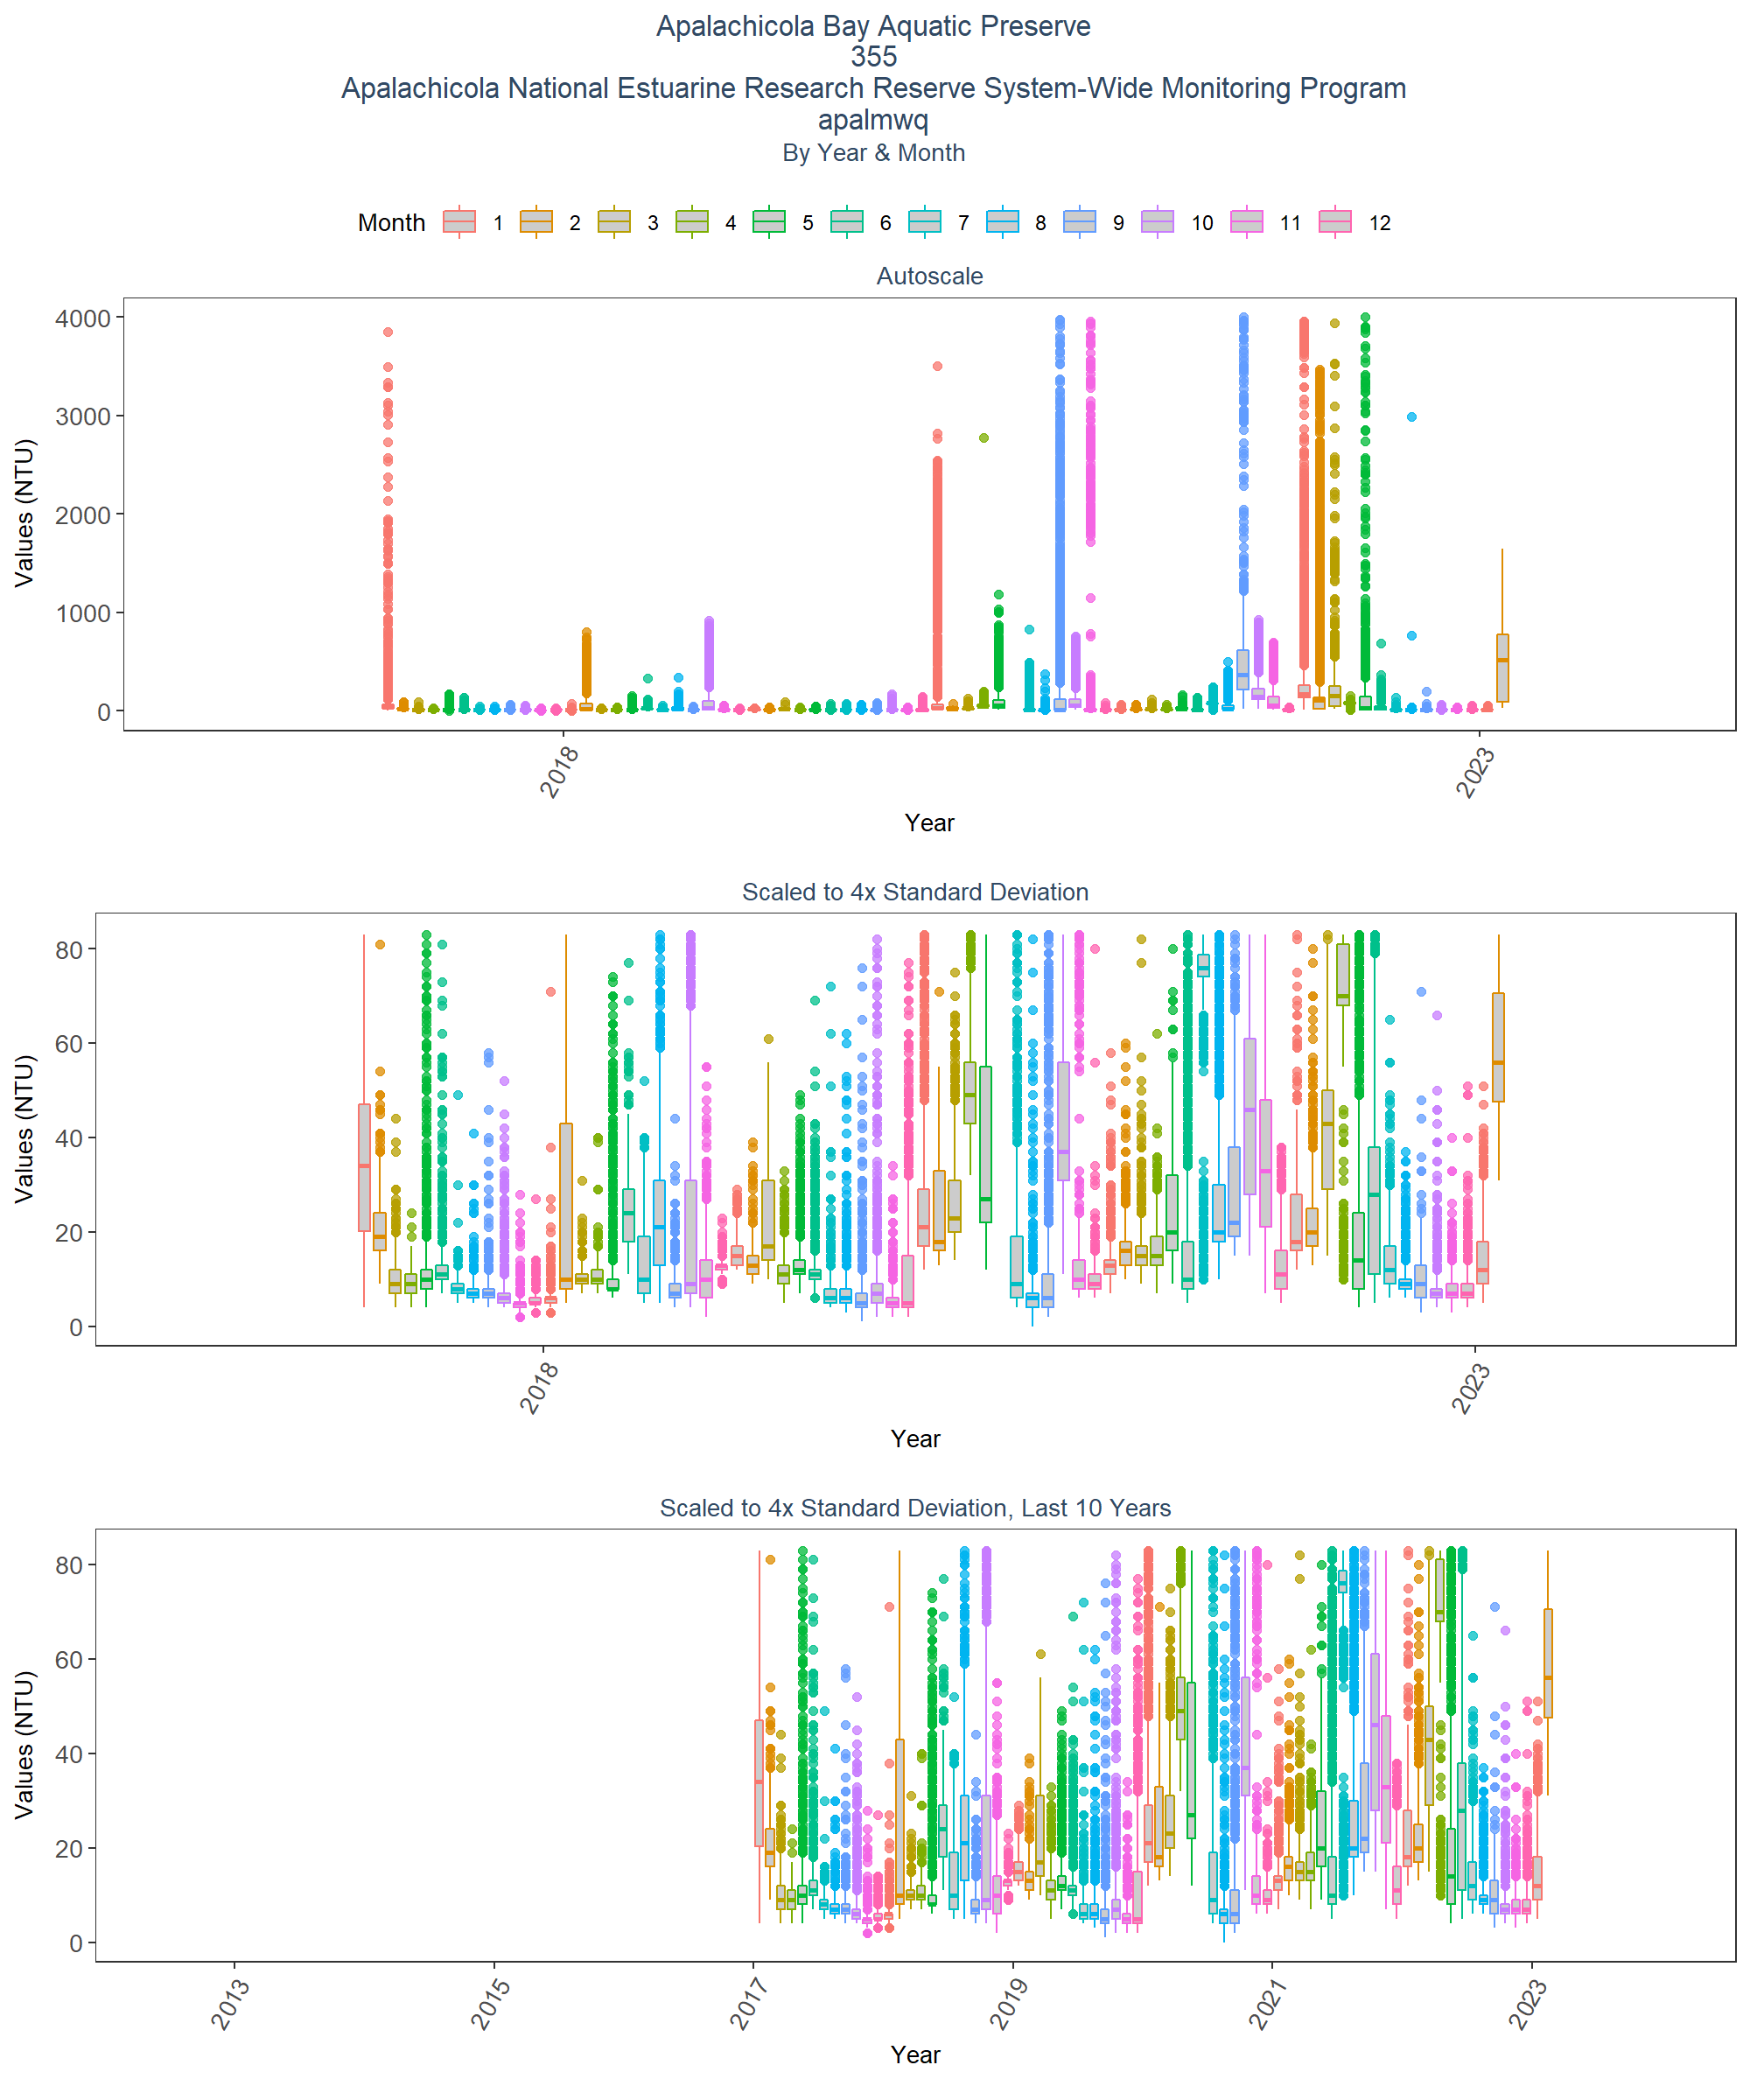 Apalachicola Bay Aquatic Preserve
355
Apalachicola National Estuarine Research Reserve System-Wide Monitoring Program
apalmwq
By Year & Month
Month 1 2 3 4 5 6 7 8 9 10 11 12
Autoscale
4000
3000
2000
1000
0
Values (NTU)
2018 2023
Year
Scaled to 4x Standard Deviation
80
60
40
20
0
Values (NTU)
2018 2023
Year
Scaled to 4x Standard Deviation, Last 10 Years
80
60
40
20
0
Values (NTU)
2013 2015 2017 2019 2021 2023
Year